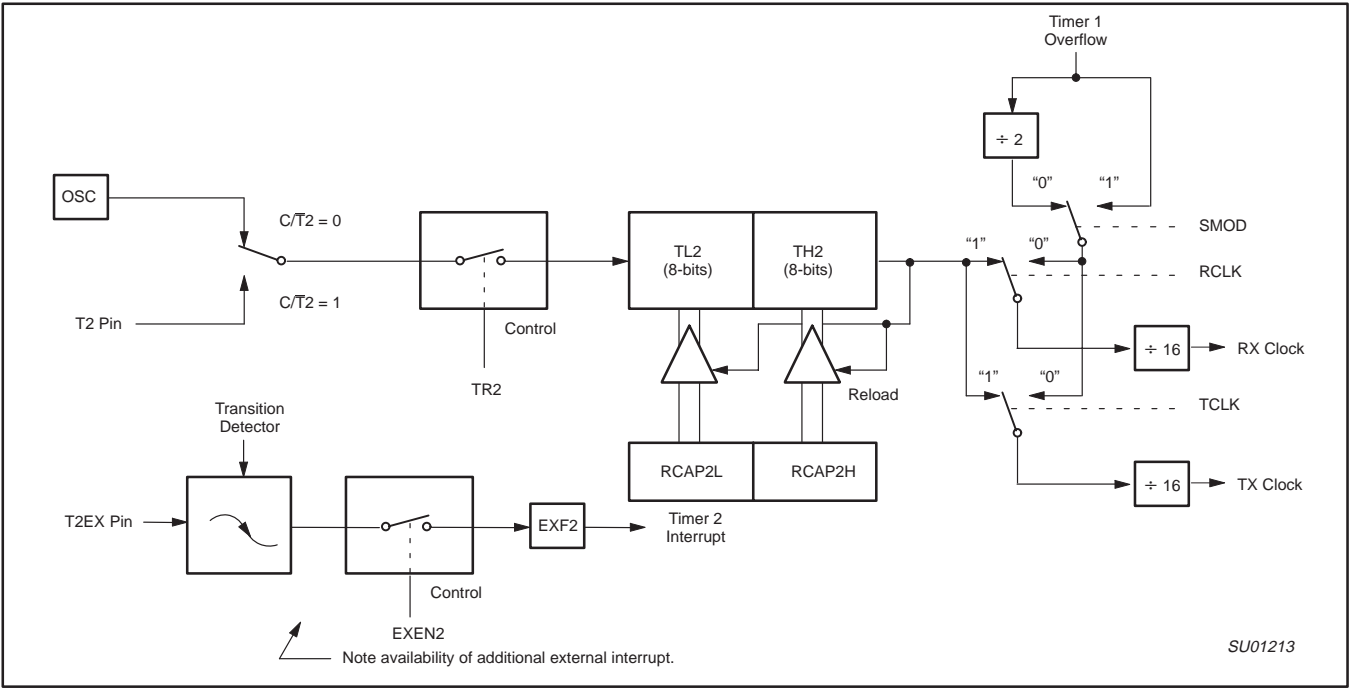 Timer 1
Overflow
÷ 2
“0”
“1”
OSC
C/T̅2 = 0
SMOD
TL2
(8-bits)
TH2
(8-bits)
“1”
“0”
RCLK
C/T̅2 = 1
T2 Pin
Control
÷ 16
RX Clock
TR2
Reload
“1”
“0”
TCLK
Transition
Detector
RCAP2L
RCAP2H
÷ 16
TX Clock
T2EX Pin
EXF2
Timer 2
Interrupt
Control
EXEN2
Note availability of additional external interrupt.
SU01213